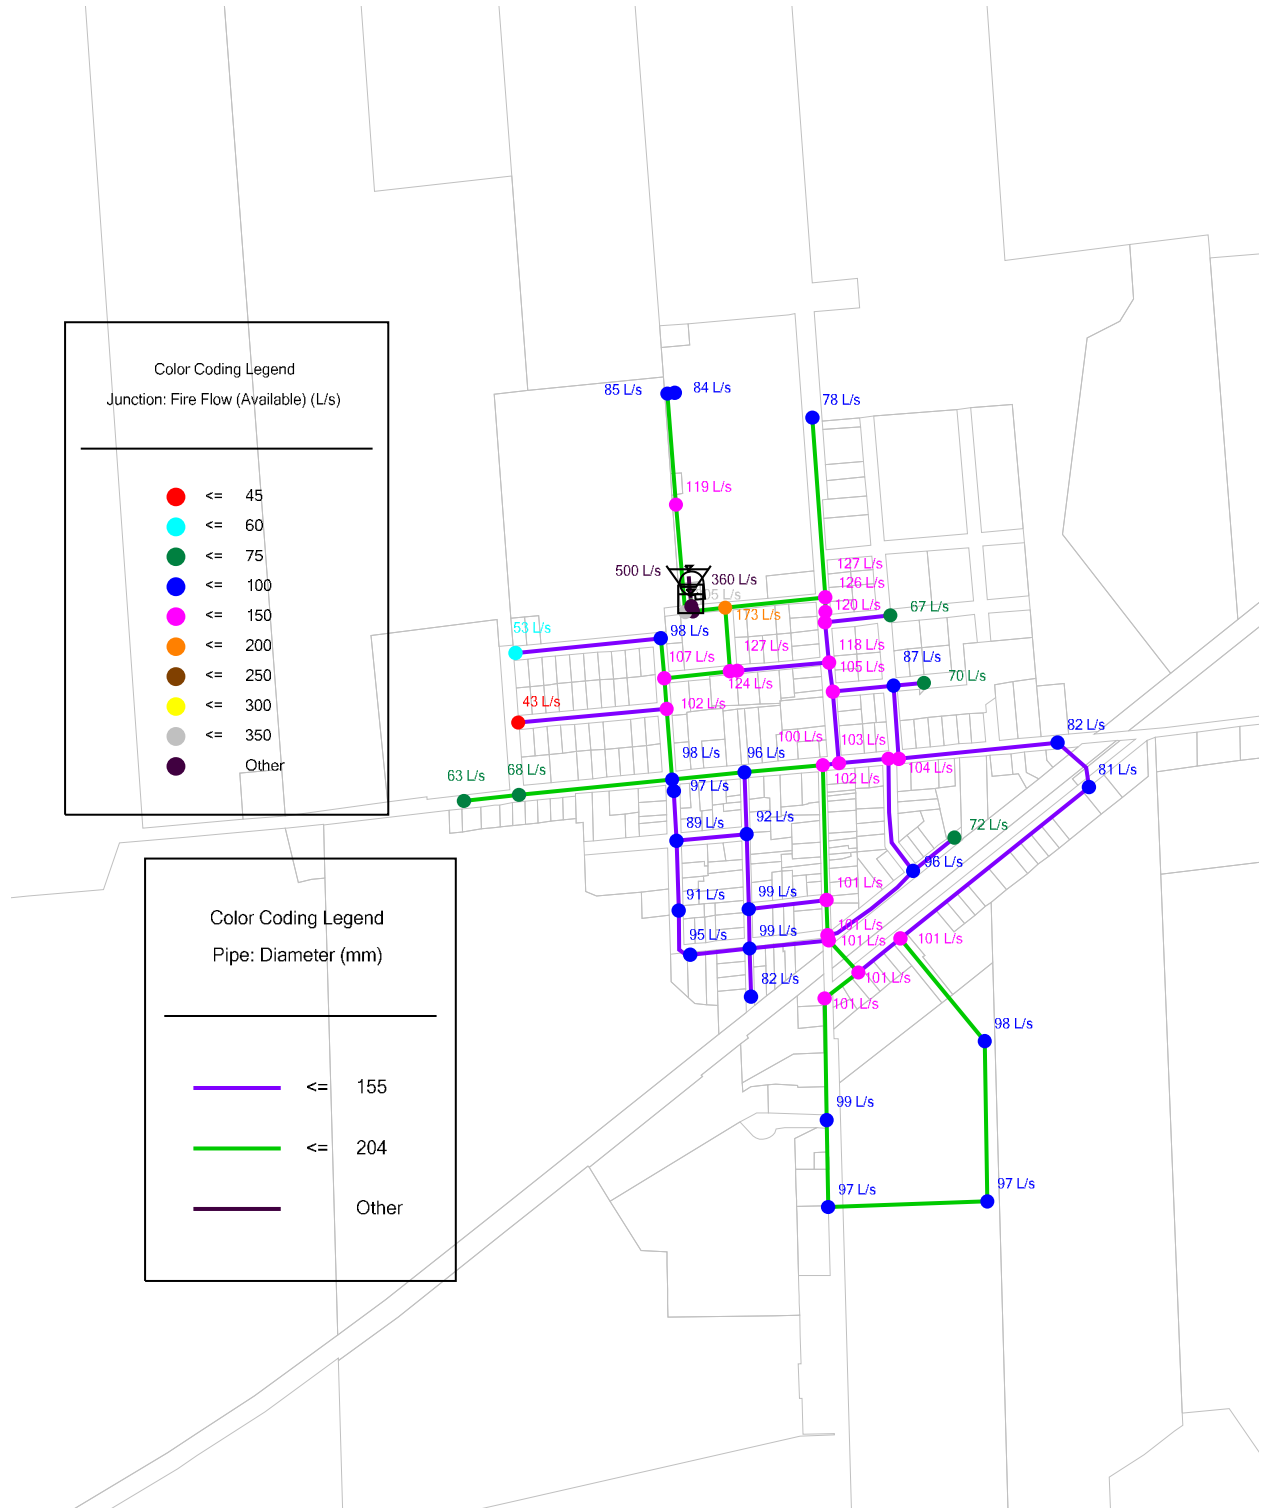 85 L/s
84 L/s
78 L/s
Color Coding Legend
Junction: Fire Flow (Available) (L/s)
<= 45
<= 60
<= 75
<= 100
<= 150
<= 200
<= 250
<= 300
<= 350
Other
119 L/s
500 L/s
360 L/s
05 L/s
173 L/s
127 L/s
126 L/s
120 L/s
67 L/s
53 L/s
98 L/s
107 L/s
127 L/s
124 L/s
118 L/s
105 L/s
87 L/s
70 L/s
43 L/s
102 L/s
98 L/s
96 L/s
100 L/s
103 L/s
82 L/s
63 L/s
68 L/s
97 L/s
102 L/s
104 L/s
81 L/s
89 L/s
92 L/s
72 L/s
96 L/s
91 L/s
99 L/s
101 L/s
95 L/s
99 L/s
101 L/s
101 L/s
101 L/s
82 L/s
101 L/s
101 L/s
98 L/s
99 L/s
97 L/s
97 L/s
Color Coding Legend
Pipe: Diameter (mm)
<= 155
<= 204
Other